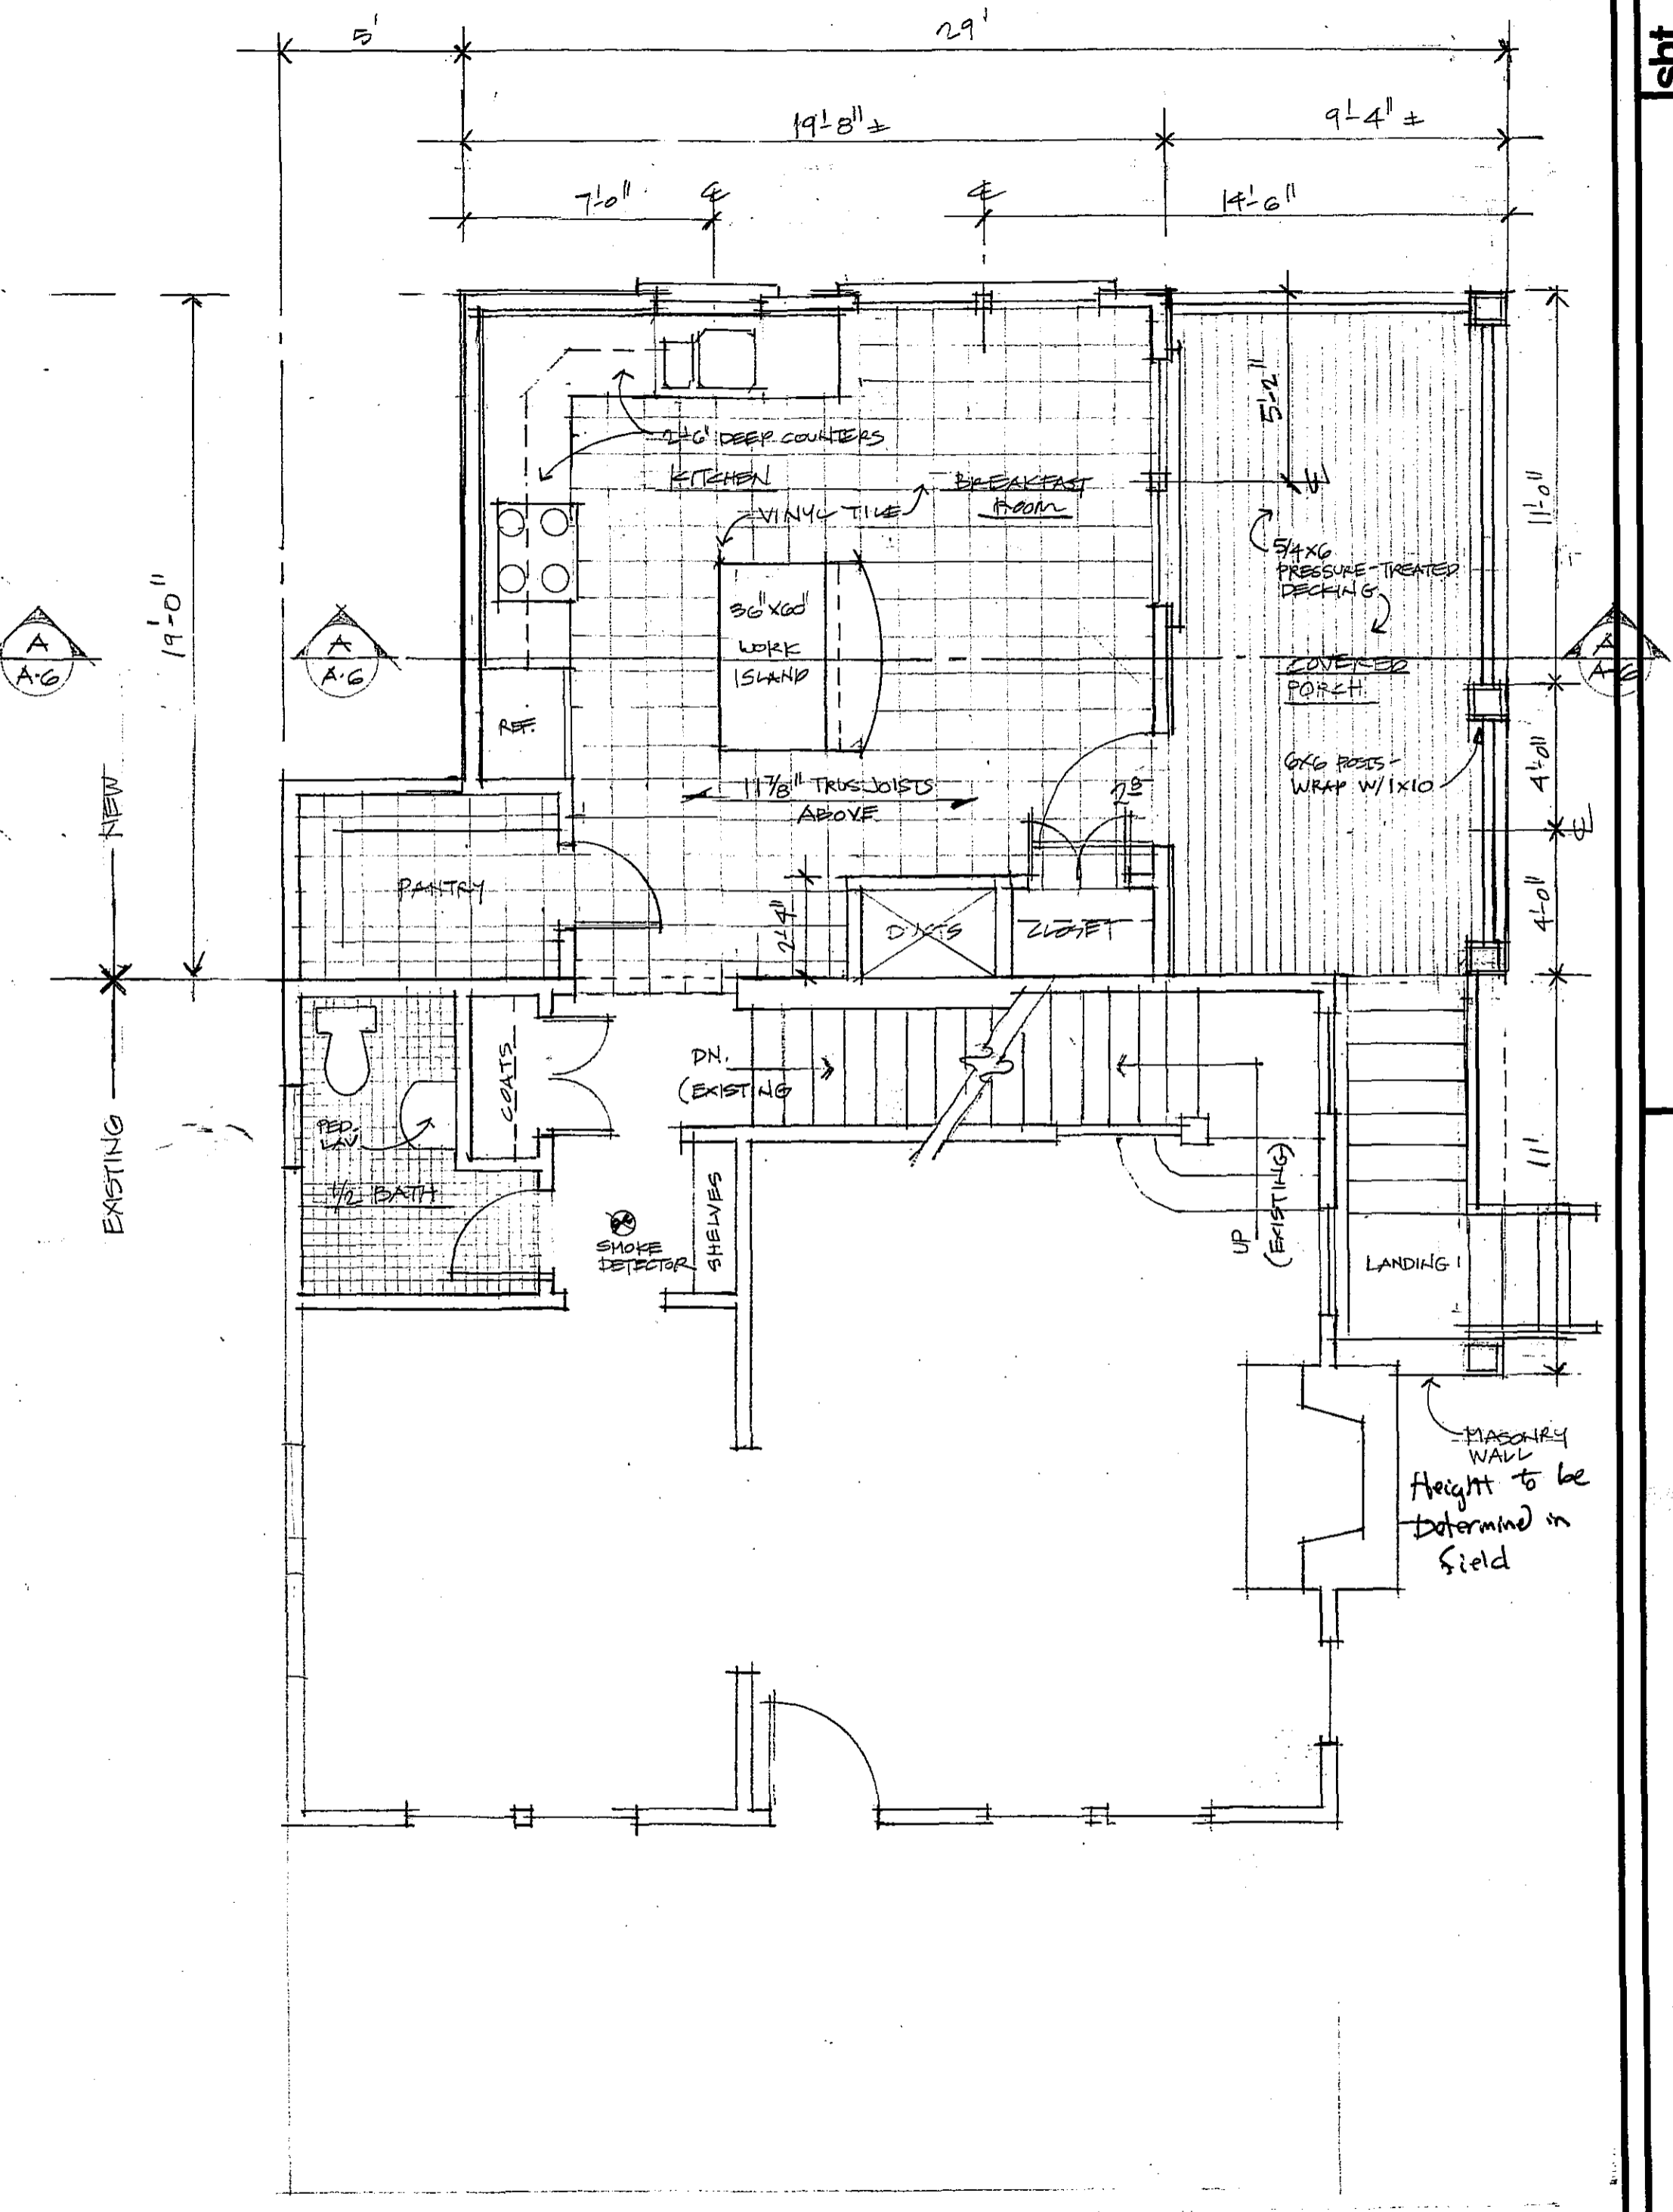 sht
5'
29'
19'-8" ±
9'-4" ±
7'-0"
℄
℄
14'-6"
5'-2"
℄
11'-0"
2'-6" DEEP COUNTERS
KITCHEN
BREAKFAST
ROOM
VINYL TILE
5/4x6
PRESSURE-TREATED
DECKING
19'-0"
A
A·6
A
A·6
36"x60"
WORK
ISLAND
COVERED
PORCH
A
A-6
REF.
11 7/8" TRUS JOISTS
ABOVE
2⁸
6x6 POSTS -
WRAP W/1x10
4'-0"
℄
NEW
PANTRY
2'-4"
DUCTS
CLOSET
4'-0"
EXISTING
COATS
DN.
(EXISTING
PED.
LAV
1/2 BATH
SMOKE
DETECTOR
SHELVES
UP
(EXISTING)
11'
LANDING
MASONRY
WALL
Height to be
Determined in
field